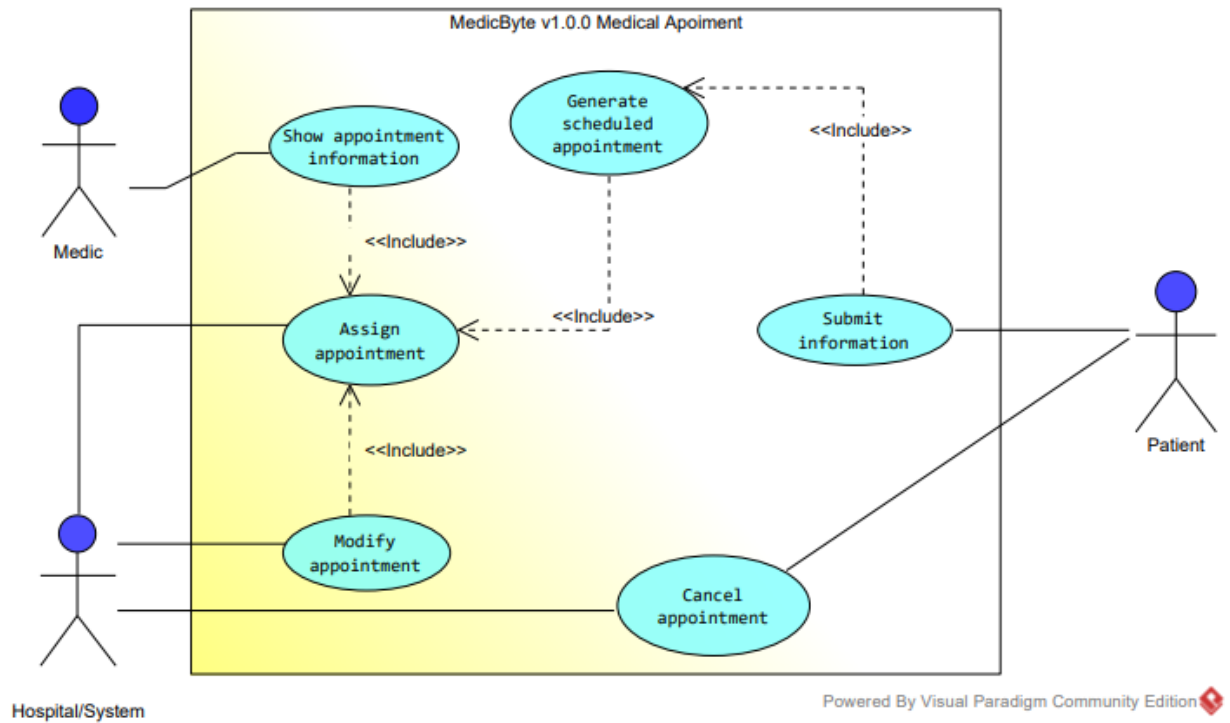 MedicByte v1.0.0 Medical Apoiment
Generate
scheduled
appointment
<<Include>>
Show appointment
information
Medic
<<Include>>
<<Include>>
Assign
appointment
Submit
information
<<Include>>
Patient
Modify
appointment
Cancel
appointment
Hospital/System
Powered By Visual Paradigm Community Edition